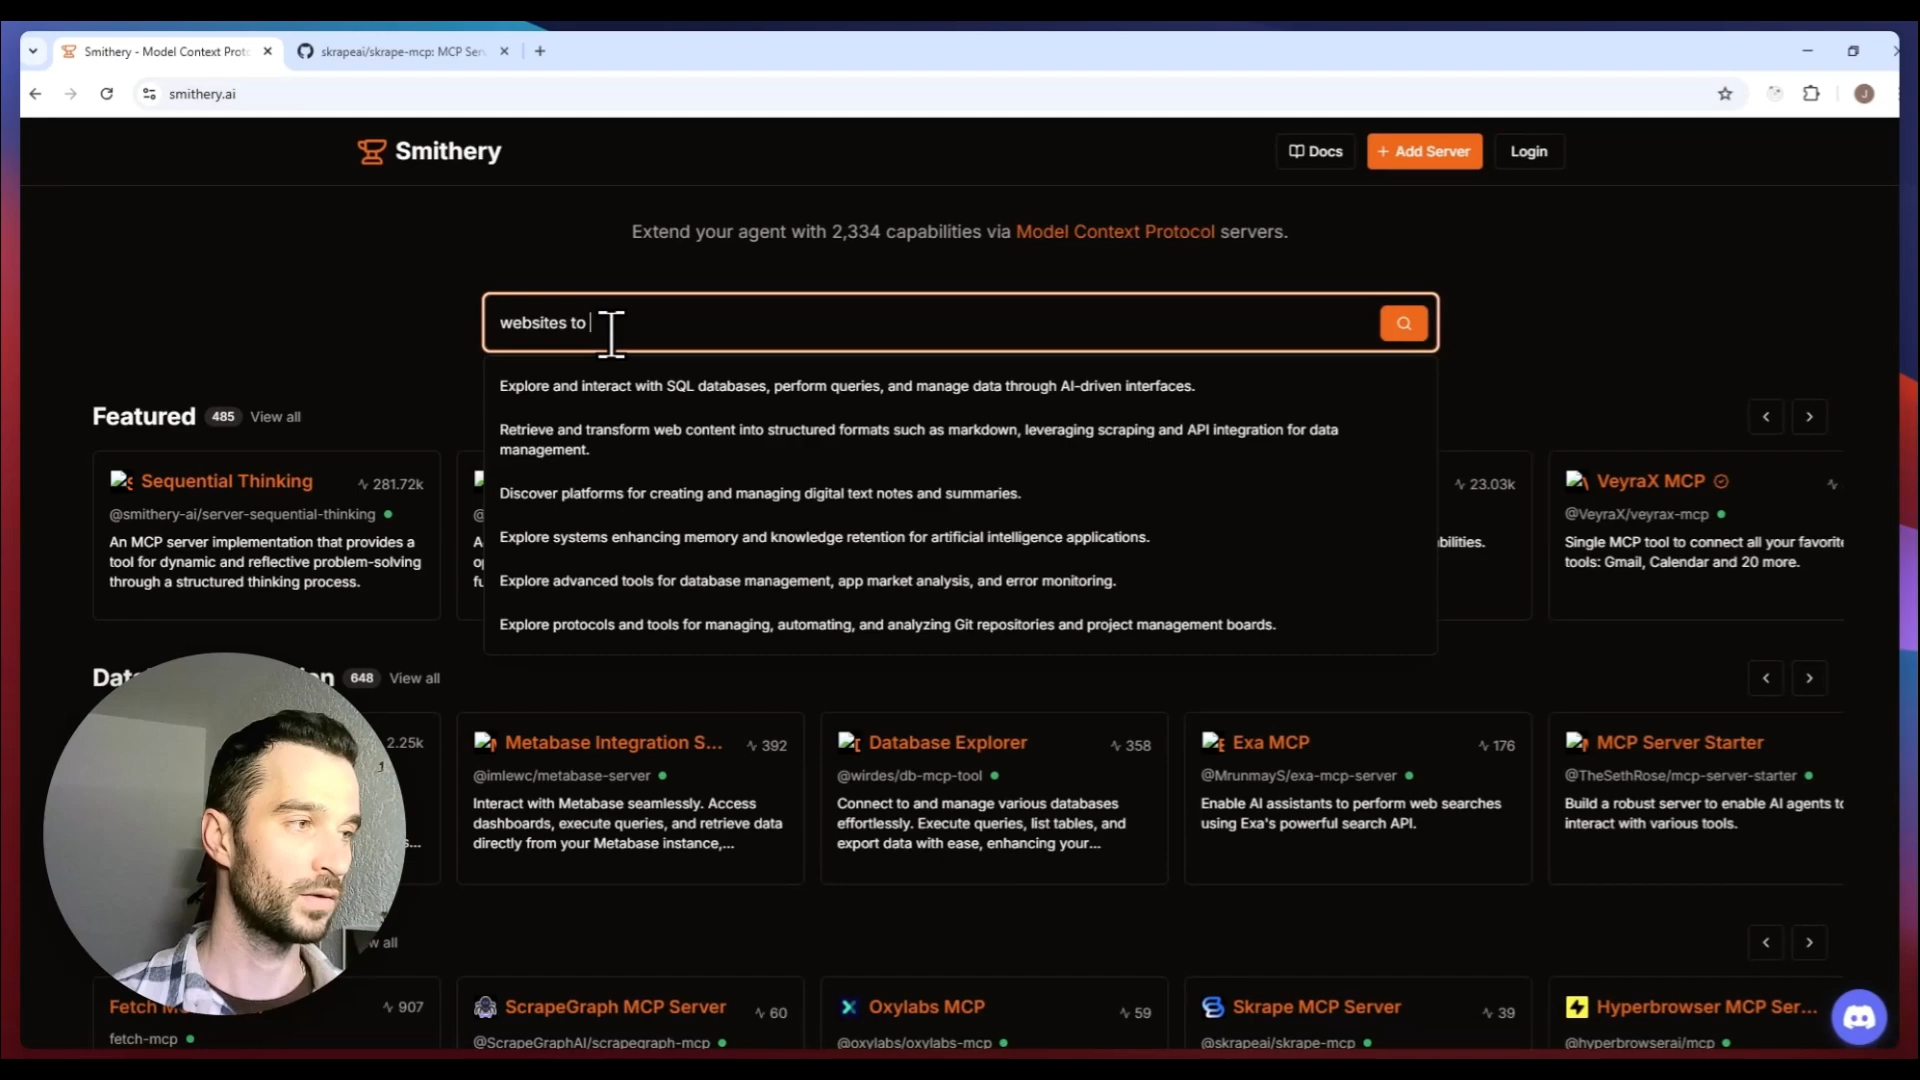 Smithery - Model Context Prot
skrapeai/skrape-mcp: MCP Ser
smithery.ai
J
Smithery
Docs
+ Add Server
Login
Extend your agent with 2,334 capabilities via Model Context Protocol servers.
websites to
Explore and interact with SQL databases, perform queries, and manage data through AI-driven interfaces.
Retrieve and transform web content into structured formats such as markdown, leveraging scraping and API integration for data
management.
Discover platforms for creating and managing digital text notes and summaries.
Explore systems enhancing memory and knowledge retention for artificial intelligence applications.
Explore advanced tools for database management, app market analysis, and error monitoring.
Explore protocols and tools for managing, automating, and analyzing Git repositories and project management boards.
Featured 485 View all
Sequential Thinking 281.72k
@smithery-ai/server-sequential-thinking
An MCP server implementation that provides a
tool for dynamic and reflective problem-solving
through a structured thinking process.
23.03k
VeyraX MCP
@VeyraX/veyrax-mcp
Single MCP tool to connect all your favorite
tools: Gmail, Calendar and 20 more.
648 View all
2.25k
Metabase Integration S... 392
@imlewc/metabase-server
Interact with Metabase seamlessly. Access
dashboards, execute queries, and retrieve data
directly from your Metabase instance,...
Database Explorer 358
@wirdes/db-mcp-tool
Connect to and manage various databases
effortlessly. Execute queries, list tables, and
export data with ease, enhancing your...
Exa MCP 176
@MrunmayS/exa-mcp-server
Enable AI assistants to perform web searches
using Exa's powerful search API.
MCP Server Starter
@TheSethRose/mcp-server-starter
Build a robust server to enable AI agents to
interact with various tools.
all
Fetch 907
fetch-mcp
ScrapeGraph MCP Server 60
@ScrapeGraphAI/scrapegraph-mcp
Oxylabs MCP 59
@oxylabs/oxylabs-mcp
Skrape MCP Server 39
@skrapeai/skrape-mcp
Hyperbrowser MCP Ser...
@hyperbrowserai/mcp